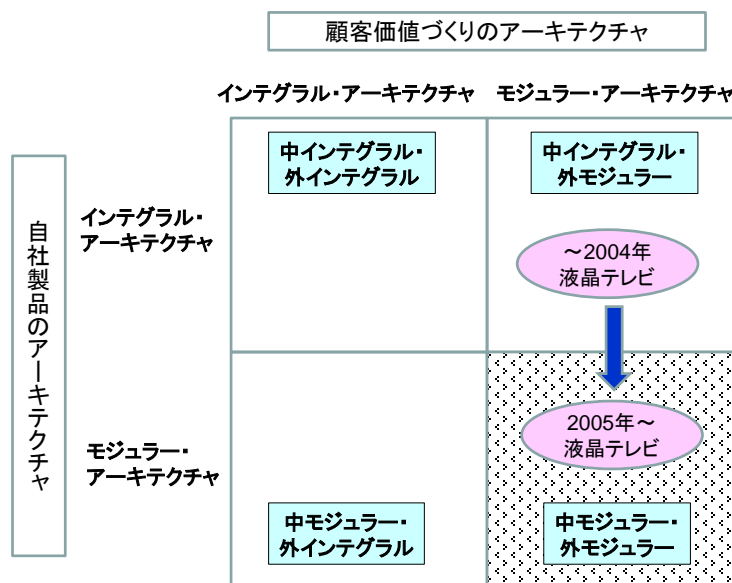 顧客価値づくりのアーキテクチャ
インテグラル・アーキテクチャ
モジュラー・アーキテクチャ
自社製品のアーキテクチャ
インテグラル・
アーキテクチャ
中インテグラル・
外インテグラル
中インテグラル・
外モジュラー
～2004年
液晶テレビ
モジュラー・
アーキテクチャ
2005年～
液晶テレビ
中モジュラー・
外インテグラル
中モジュラー・
外モジュラー